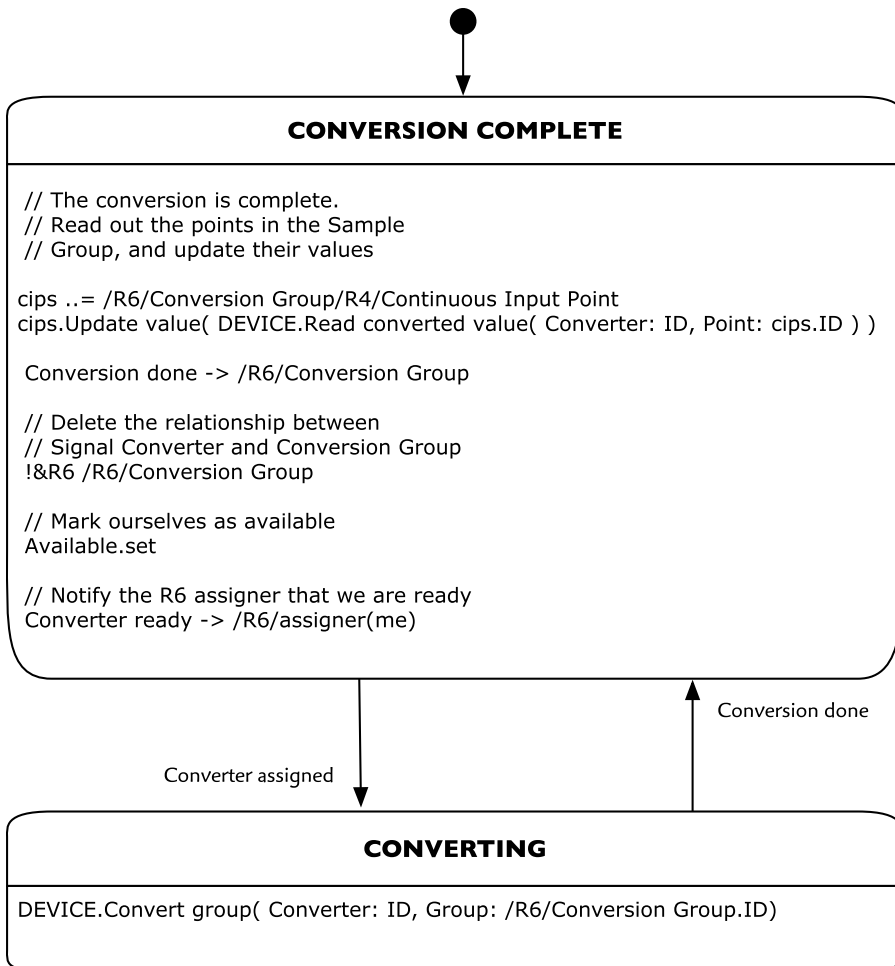 CONVERSION COMPLETE
// The conversion is complete.
// Read out the points in the Sample
// Group, and update their values
cips ..= /R6/Conversion Group/R4/Continuous Input Point
cips.Update value( DEVICE.Read converted value( Converter: ID, Point: cips.ID ) )
Conversion done -> /R6/Conversion Group
// Delete the relationship between
// Signal Converter and Conversion Group
!&R6 /R6/Conversion Group
// Mark ourselves as available
Available.set
// Notify the R6 assigner that we are ready
Converter ready -> /R6/assigner(me)
Conversion done
Converter assigned
CONVERTING
DEVICE.Convert group( Converter: ID, Group: /R6/Conversion Group.ID)